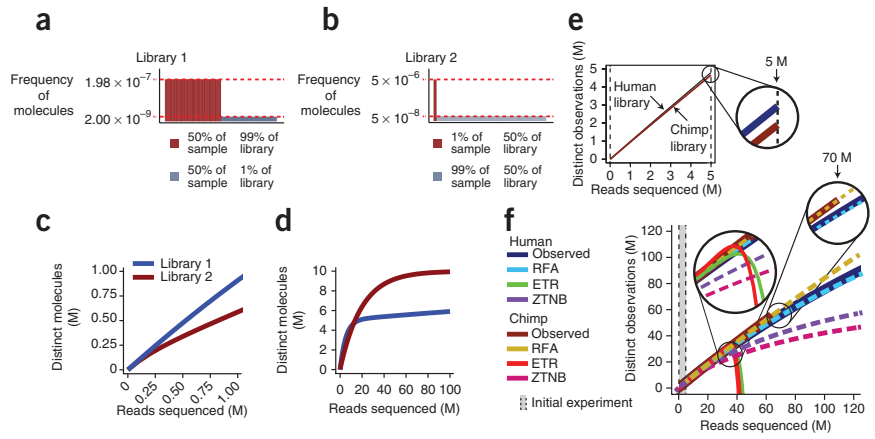 a
Library 1
Frequency
of
molecules
1.98 × 10⁻⁷
2.00 × 10⁻⁹
50% of sample 99% of library
50% of sample 1% of library
b
Library 2
Frequency
of
molecules
5 × 10⁻⁶
5 × 10⁻⁸
1% of sample 50% of library
99% of sample 50% of library
c
Library 1
Library 2
Distinct molecules (M)
1.00
0.75
0.50
0.25
0
0 0.25 0.50 0.75 1.00
Reads sequenced (M)
d
Distinct molecules (M)
10
8
6
4
2
0
0 20 40 60 80 100
Reads sequenced (M)
e
Distinct observations (M)
5
4
3
2
1
0
0 1 2 3 4 5
Reads sequenced (M)
Human library
Chimp library
5 M
f
Human
Observed
RFA
ETR
ZTNB
Chimp
Observed
RFA
ETR
ZTNB
Initial experiment
Distinct observations (M)
120
100
80
60
40
20
0
0 20 40 60 80 100 120
Reads sequenced (M)
70 M